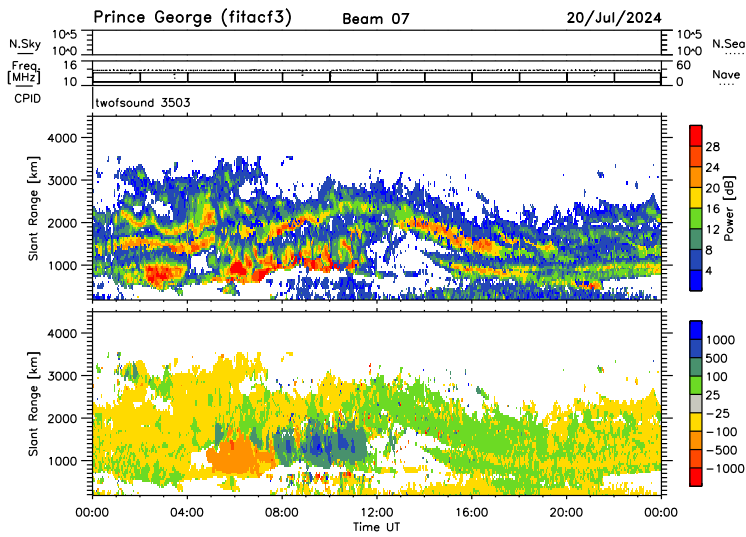 Prince George (fitacf3) Beam 07 20/Jul/2024
N.Sky 10^5 10^0 10^5 10^0 N.Sea
Freq. [MHz] 16 10 60 0 Nave
CPID twofsound 3503
Slant Range [km] 4000 3000 2000 1000
Power [dB] 28 24 20 16 12 8 4
Slant Range [km] 4000 3000 2000 1000
1000 500 100 25 -25 -100 -500 -1000
00:00 04:00 08:00 12:00 16:00 20:00 00:00
Time UT